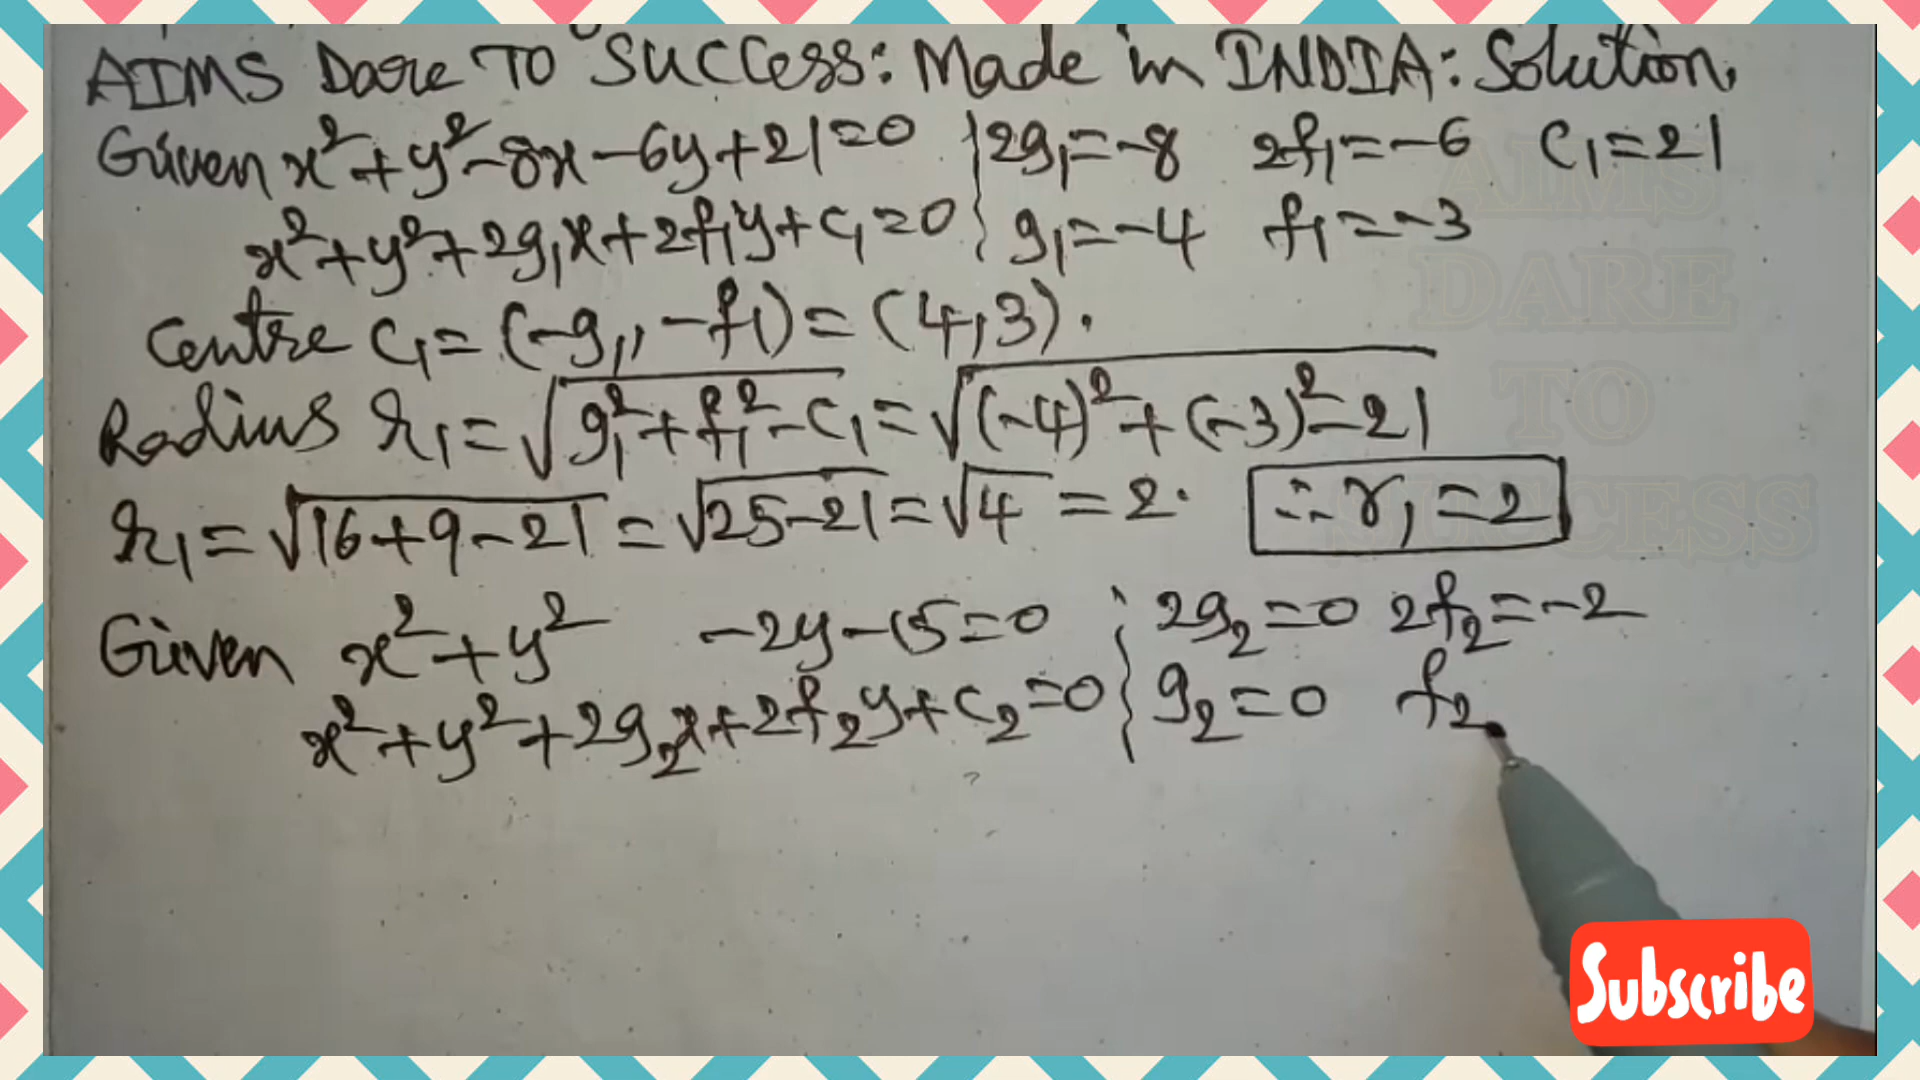 AIMS Dare TO Success: Made in INDIA: Solution.
Given x²+y²-8x-6y+21=0 2g₁=-8 2f₁=-6 C₁=21
x²+y²+2g₁x+2f₁y+c₁=0 g₁=-4 f₁=-3
Centre C₁=(-g₁,-f₁)=(4,3).
Radius r₁=√(g₁²+f₁²-C₁)=√((-4)²+(-3)²-21)
r₁=√(16+9-21)=√(25-21)=√4=2. ∴r₁=2
Given x²+y² -2y-15=0 2g₂=0 2f₂=-2
x²+y²+2g₂x+2f₂y+C₂=0 g₂=0 f₂
AIMS
DARE
TO
SUCCESS
Subscribe